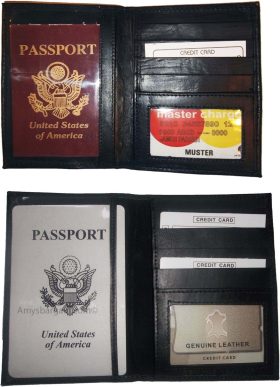 PASSPORT
United States
of America
CREDIT CARD
master charge
MUSTER
PASSPORT
United States
of America
CREDIT CARD
CREDIT CARD
GENUINE LEATHER
CREDIT CARD